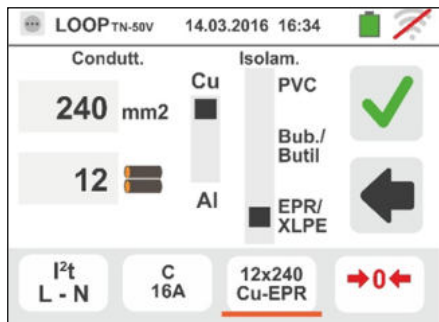 LOOP TN-50V 14.03.2016 16:34
Condutt. Isolam.
Cu PVC
240 mm2
Bub./
Butil
12
Al EPR/
XLPE
I²t
L - N
C
16A
12x240
Cu-EPR
→0←